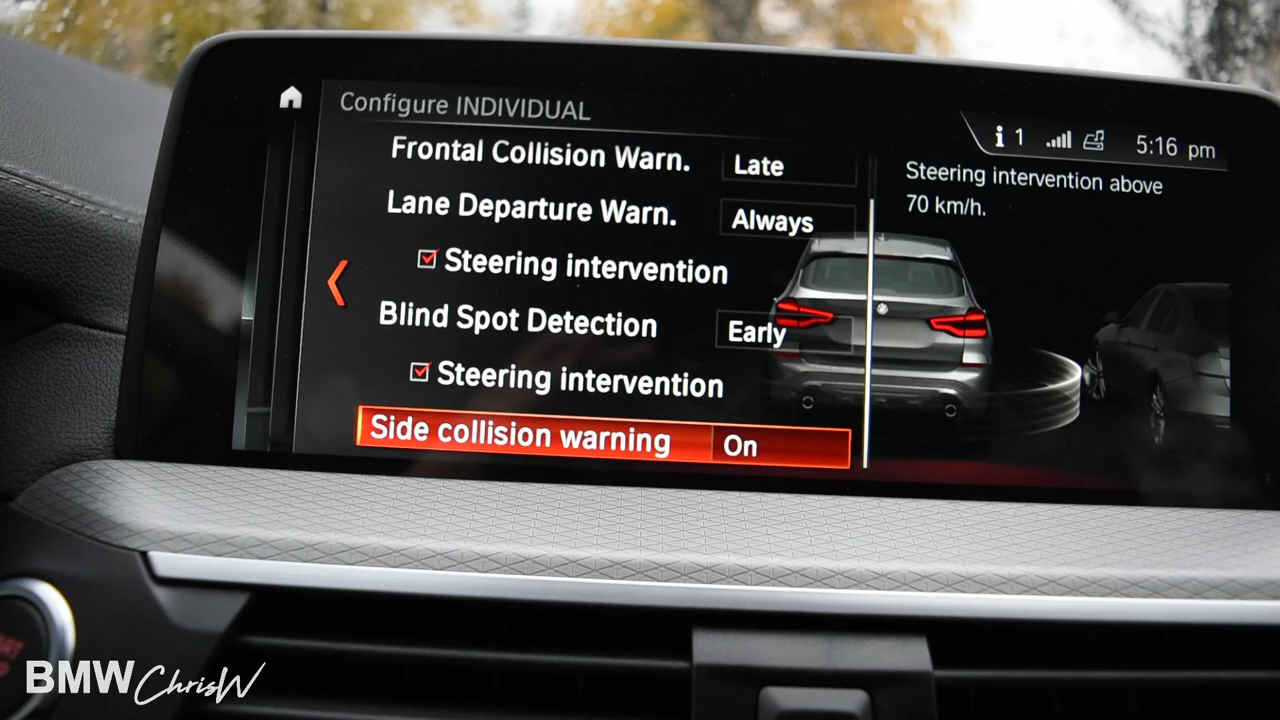 Configure INDIVIDUAL
i 1 5:16 pm
Frontal Collision Warn. Late
Lane Departure Warn. Always
Steering intervention
Blind Spot Detection Early
Steering intervention
Side collision warning On
Steering intervention above
70 km/h.
BMW ChrisW